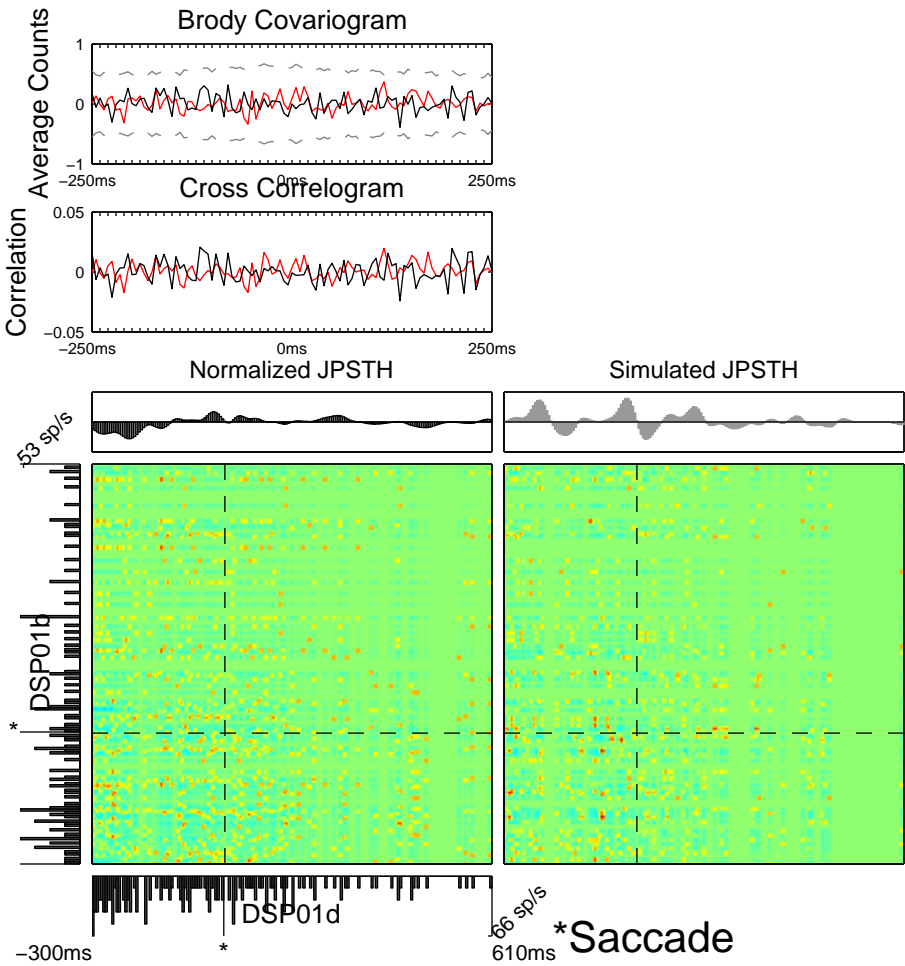 Brody Covariogram
Average Counts
1
0
−1
−250ms
0ms
250ms
Cross Correlogram
Correlation
0.05
0
−0.05
−250ms
0ms
250ms
Normalized JPSTH
Simulated JPSTH
53 sp/s
DSP01b
*
DSP01d
*
66 sp/s
−300ms
610ms
*Saccade